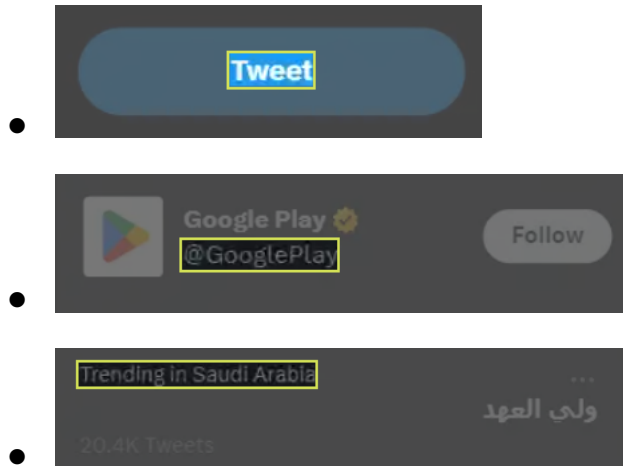 Tweet
Google Play
@GooglePlay
Follow
Trending in Saudi Arabia
...
ولي العهد
20.4K Tweets